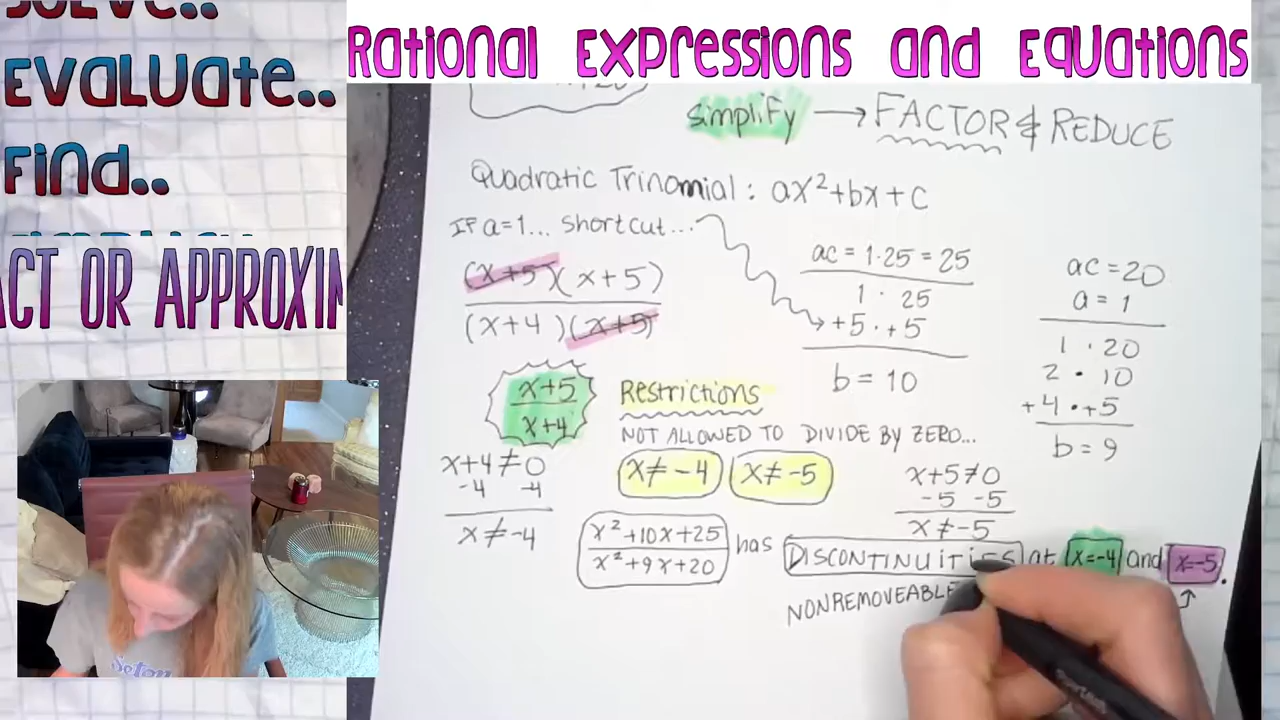 SOLVE..
Evaluate..
Find..
ACT OR APPROXIM
Rational Expressions and Equations
Simplify → FACTOR & REDUCE
Quadratic Trinomial: ax²+bx+c
IF a=1... shortcut...
(x+5)(x+5)
(x+4)(x+5)
ac = 1·25 = 25
1 · 25
+5 · +5
b = 10
ac = 20
a = 1
1 · 20
2 · 10
+4 · +5
b = 9
x+5
x+4
Restrictions
NOT ALLOWED TO DIVIDE BY ZERO...
x≠-4 x≠-5
x+4≠0
-4 -4
x≠-4
x+5≠0
-5 -5
x≠-5
x²+10x+25
x²+9x+20
has DISCONTINUITIES at x=-4 and x=-5.
NONREMOVEABLE
↑
Seton